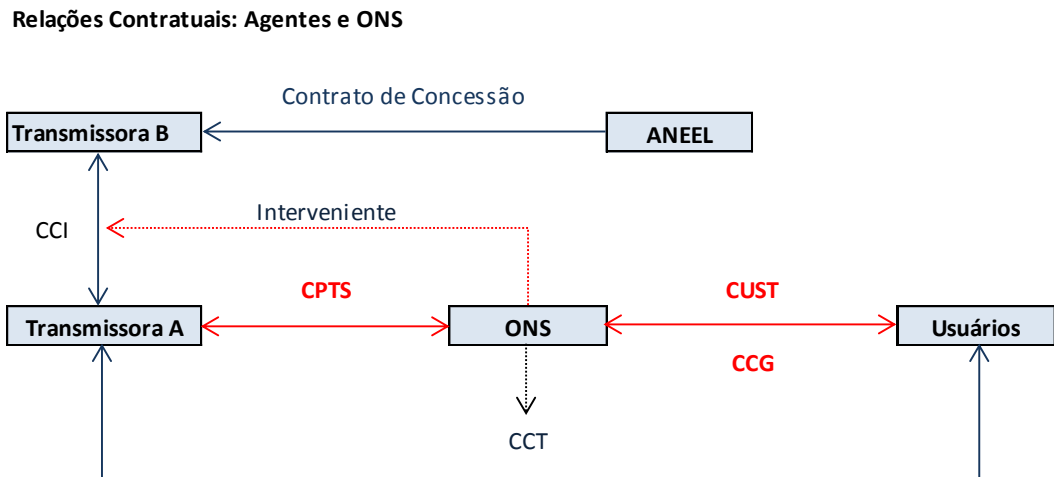 Relações Contratuais: Agentes e ONS
Contrato de Concessão
Transmissora B
ANEEL
Interveniente
CCI
CPTS
CUST
Transmissora A
ONS
Usuários
CCG
CCT